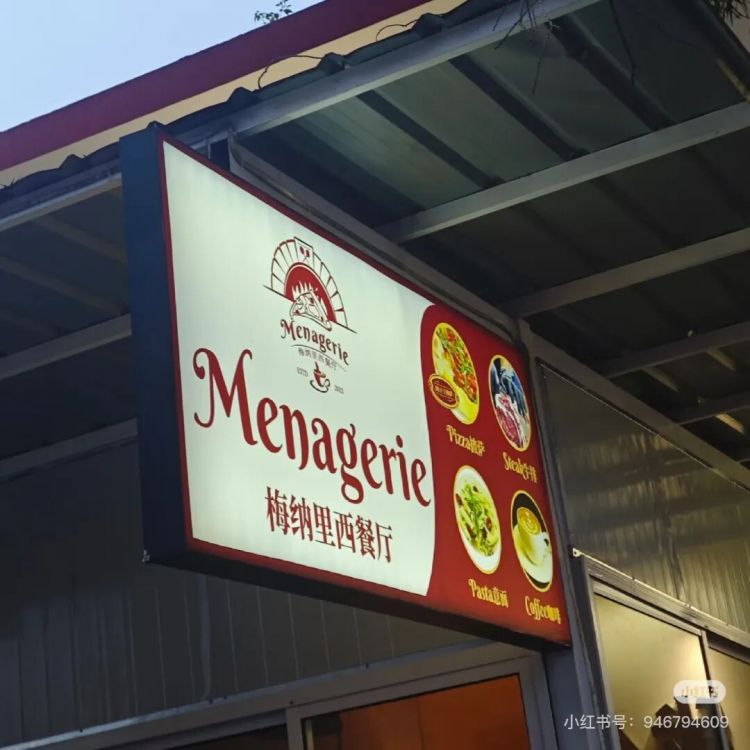 Menagerie
梅纳里西餐厅
ESTD
Menagerie
梅纳里西餐厅
Pizza披萨
Steak牛排
Pasta意面
Coffee咖啡
小红书
小红书号：946794609